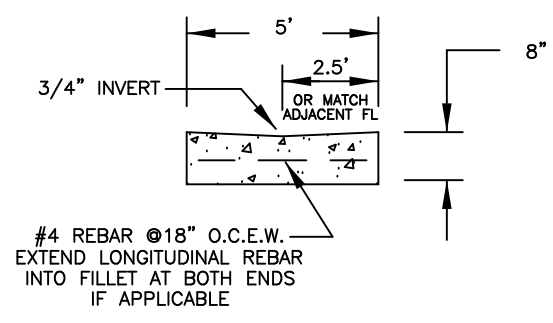 5'
8"
2.5'
3/4" INVERT
OR MATCH
ADJACENT FL
#4 REBAR @18" O.C.E.W.
EXTEND LONGITUDINAL REBAR
INTO FILLET AT BOTH ENDS
IF APPLICABLE